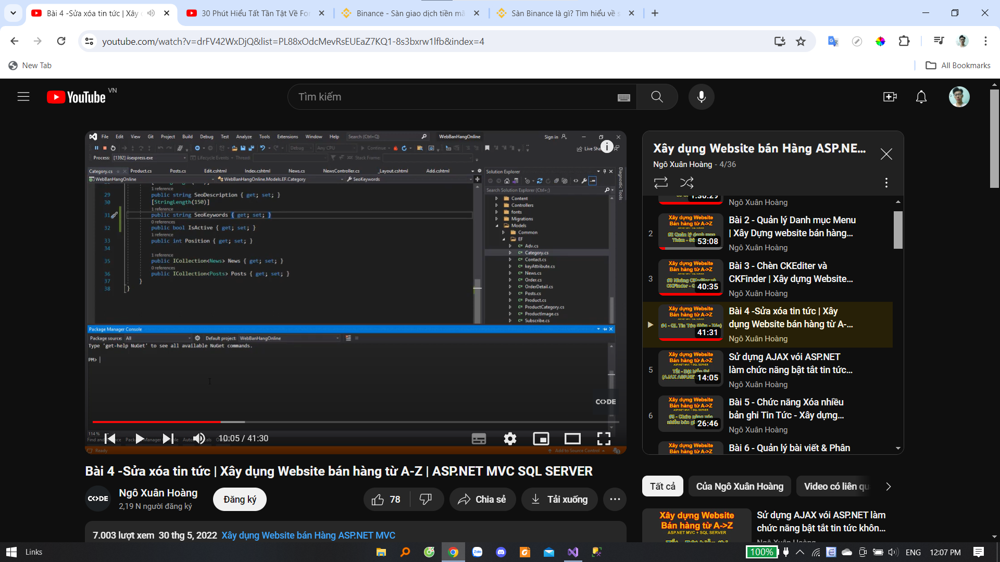 Bài 4 -Sửa xóa tin tức | Xây
30 Phút Hiểu Tất Tần Tật Về For
Binance - Sàn giao dịch tiền mã
Sàn Binance là gì? Tìm hiểu về s
youtube.com/watch?v=drFV42WxDjQ&list=PL88xOdcMevRsEUEaZ7KQ1-8s3bxrw1lfb&index=4
New Tab
All Bookmarks
YouTube VN
Tìm kiếm
File Edit View Git Project Build Debug Test Analyze Tools Extensions Window Help Search (Ctrl+Q) WebBanHangOnline Sign in
Debug Any CPU Continue
Live Sha
Process: [1392] iisexpress.exe Lifecycle Events Thread: Stack Frame:
Category.cs Product.cs Posts.cs Edit.cshtml Index.cshtml News.cs NewsController.cs _Layout.cshtml Add.cshtml
WebBanHangOnline WebBanHangOnline.Models.EF.Category SeoKeywords
1 reference
29 public string SeoDescription { get; set; }
30 [StringLength(150)]
1 reference
31 public string SeoKeywords { get; set; }
0 references
32 public bool IsActive { get; set; }
1 reference
33 public int Position { get; set; }
34
1 reference
35 public ICollection<News> News { get; set; }
0 references
36 public ICollection<Posts> Posts { get; set; }
37 }
38 }
Solution Explorer
Search Solution Explorer (Ctrl+;)
Content
Controllers
fonts
Migrations
Models
Common
EF
Adv.cs
Category.cs
Contact.cs
keyAttribute.cs
News.cs
Order.cs
OrderDetail.cs
Posts.cs
Product.cs
ProductCategory.cs
ProductImage.cs
Subscribe.cs
Diagnostic Tools
Package Manager Console
Package source: All Default project: WebBanHangOnline
Type 'get-help NuGet' to see all available NuGet commands.
PM>
C<>DE
114 %
10:05 / 41:30
Ready
Add to Source Control
Bài 4 -Sửa xóa tin tức | Xây dụng Website bán hàng từ A-Z | ASP.NET MVC SQL SERVER
C<>DE
Ngô Xuân Hoàng
2,19 N người đăng ký
Đăng ký
78
Chia sẻ
Tải xuống
7.003 lượt xem 30 thg 5, 2022 Xây dụng Website bán Hàng ASP.NET MVC
Xây dụng Website bán Hàng ASP.NE...
Ngô Xuân Hoàng - 4/36
1:30:29
Ngô Xuân Hoàng
2
Xây dựng Website
Bán hàng từ A->Z
53:08
Bài 2 - Quản lý Danh mục Menu
| Xây Dựng website bán hàng...
Ngô Xuân Hoàng
3
Xây dựng Website
Bán hàng từ A->Z
40:35
Bài 3 - Chèn CKEditer và
CKFinder | Xây dựng Website...
Ngô Xuân Hoàng
Xây dựng Website
Bán hàng từ A->Z
#4 - QL Tin Tức (Sửa - Xóa)
41:31
Bài 4 -Sửa xóa tin tức | Xây
dụng Website bán hàng từ A-...
Ngô Xuân Hoàng
5
Xây dựng Website
Bán hàng từ A->Z
14:05
Sử dựng AJAX vói ASP.NET
làm chức năng bật tắt tin tức...
Ngô Xuân Hoàng
6
Xây dựng Website
Bán hàng từ A->Z
26:46
Bài 5 - Chức năng Xóa nhiều
bản ghi Tin Tức - Xây dựng...
Ngô Xuân Hoàng
Xây dựng Website
Bán hàng từ A->Z
Bài 6 - Quản lý bài viết & Phân
Tất cả
Của Ngô Xuân Hoàng
Video có liên qu
Xây dựng Website
Bán hàng từ A->Z
ASP.NET MVC + SQL SERVER
Sử dựng AJAX vói ASP.NET làm
chức năng bật tắt tin tức khôn...
Links
Zalo
100%
ENG
12:07 PM